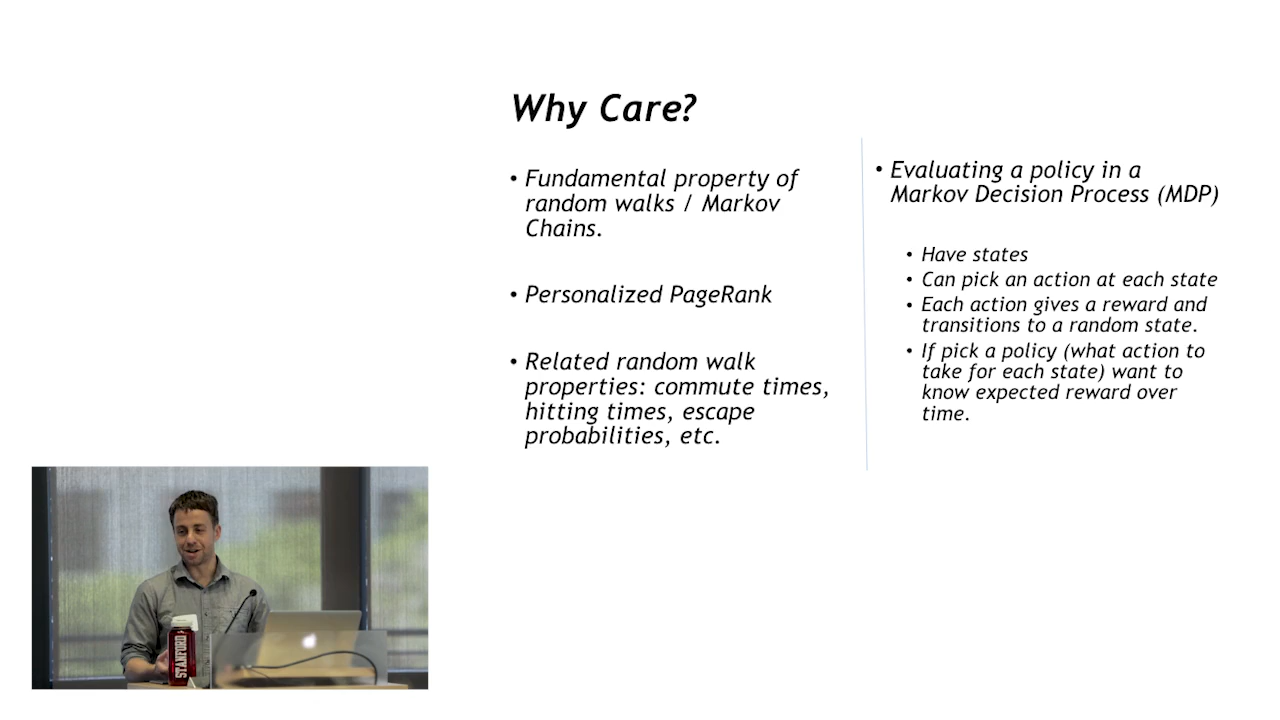 Why Care?
• Fundamental property of
random walks / Markov
Chains.
• Personalized PageRank
• Related random walk
properties: commute times,
hitting times, escape
probabilities, etc.
• Evaluating a policy in a
Markov Decision Process (MDP)
• Have states
• Can pick an action at each state
• Each action gives a reward and
transitions to a random state.
• If pick a policy (what action to
take for each state) want to
know expected reward over
time.
STANFORD